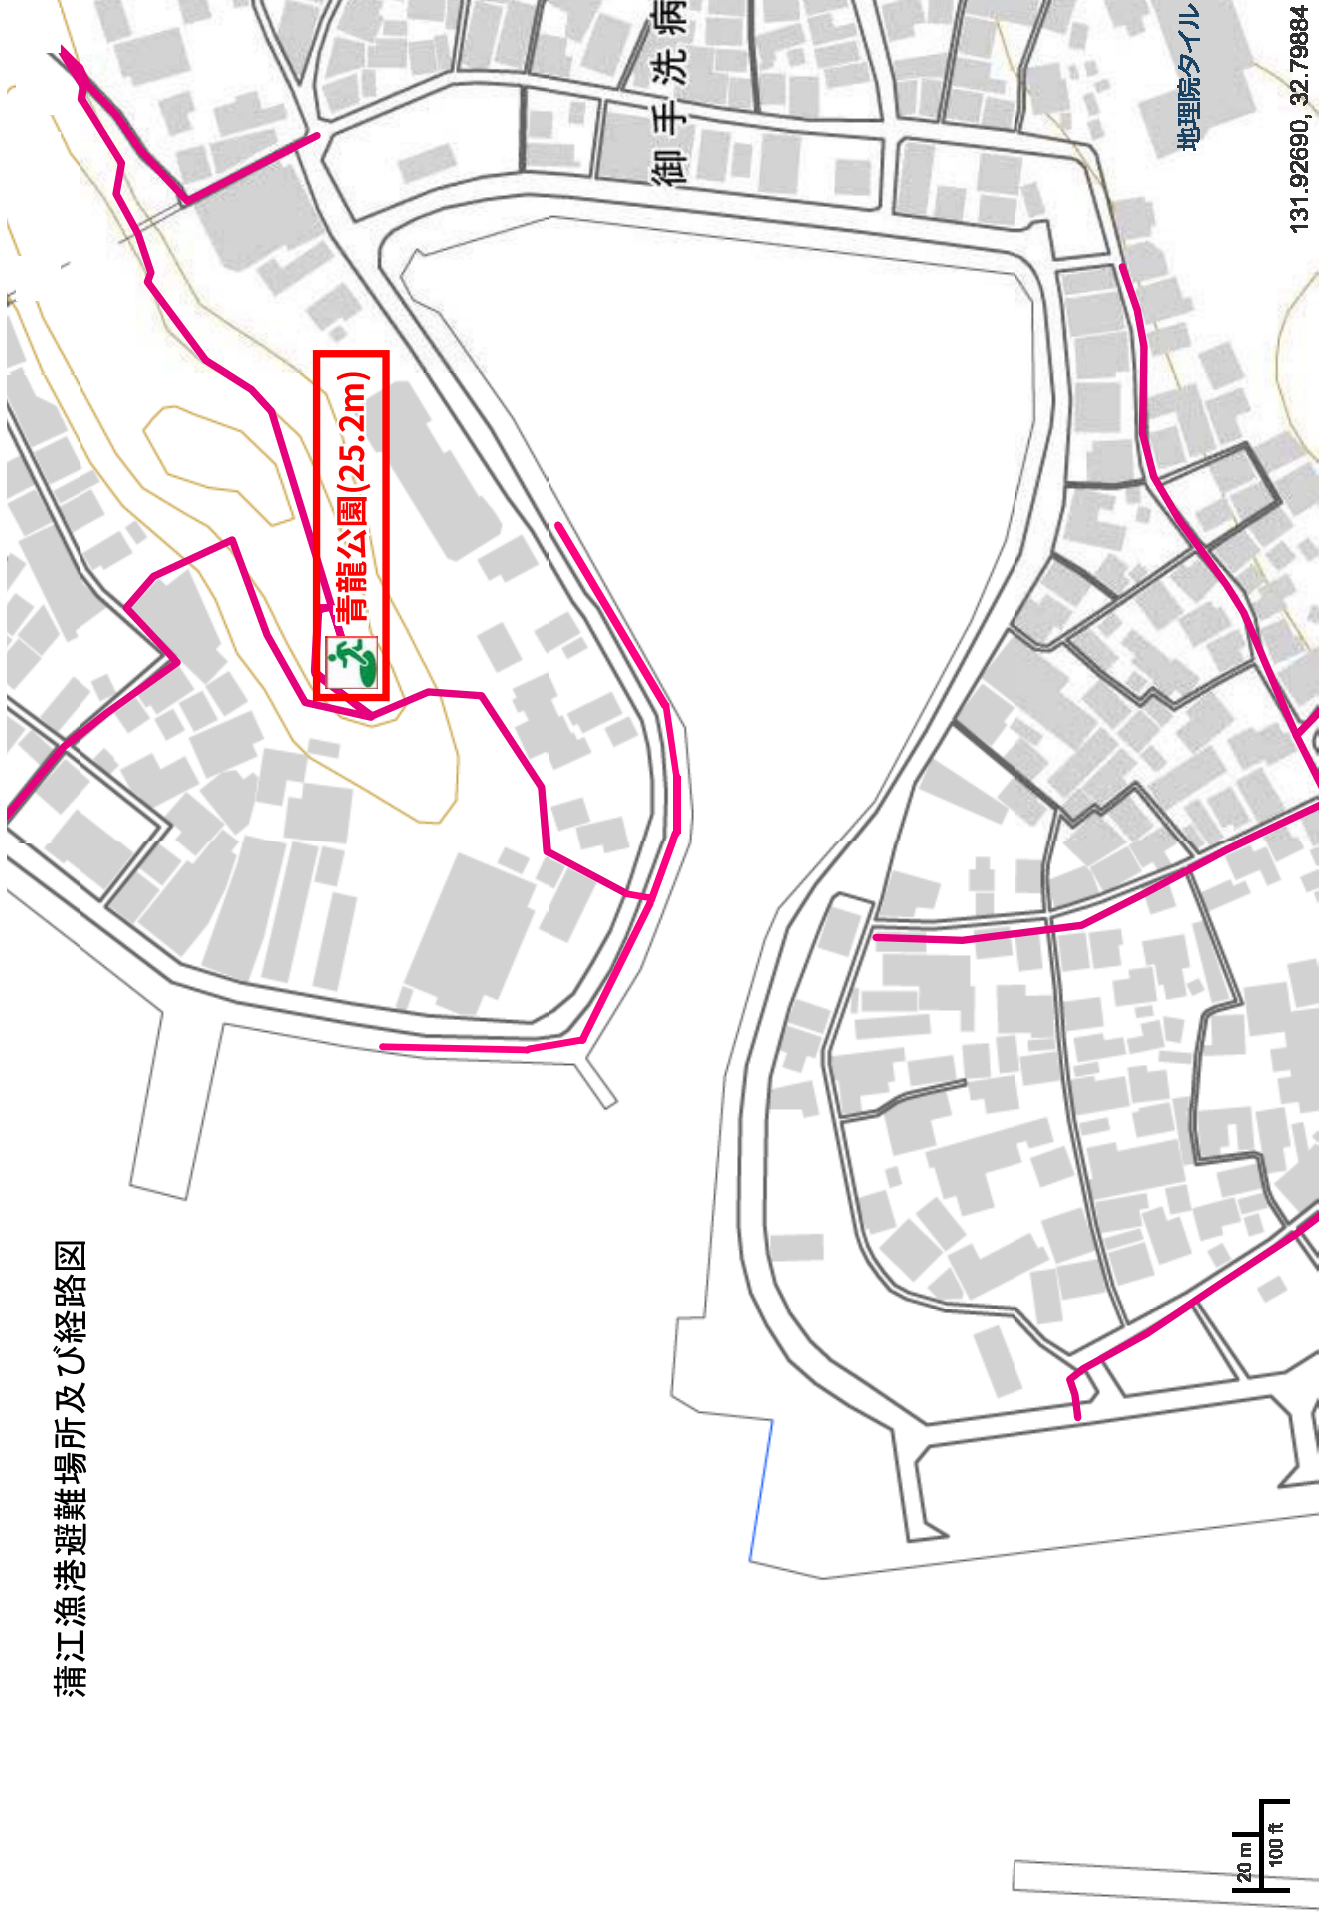 蒲江漁港避難場所及び経路図
青龍公園(25.2m)
御手洗病
地理院タイル
20 m
100 ft
131.92690, 32.79884